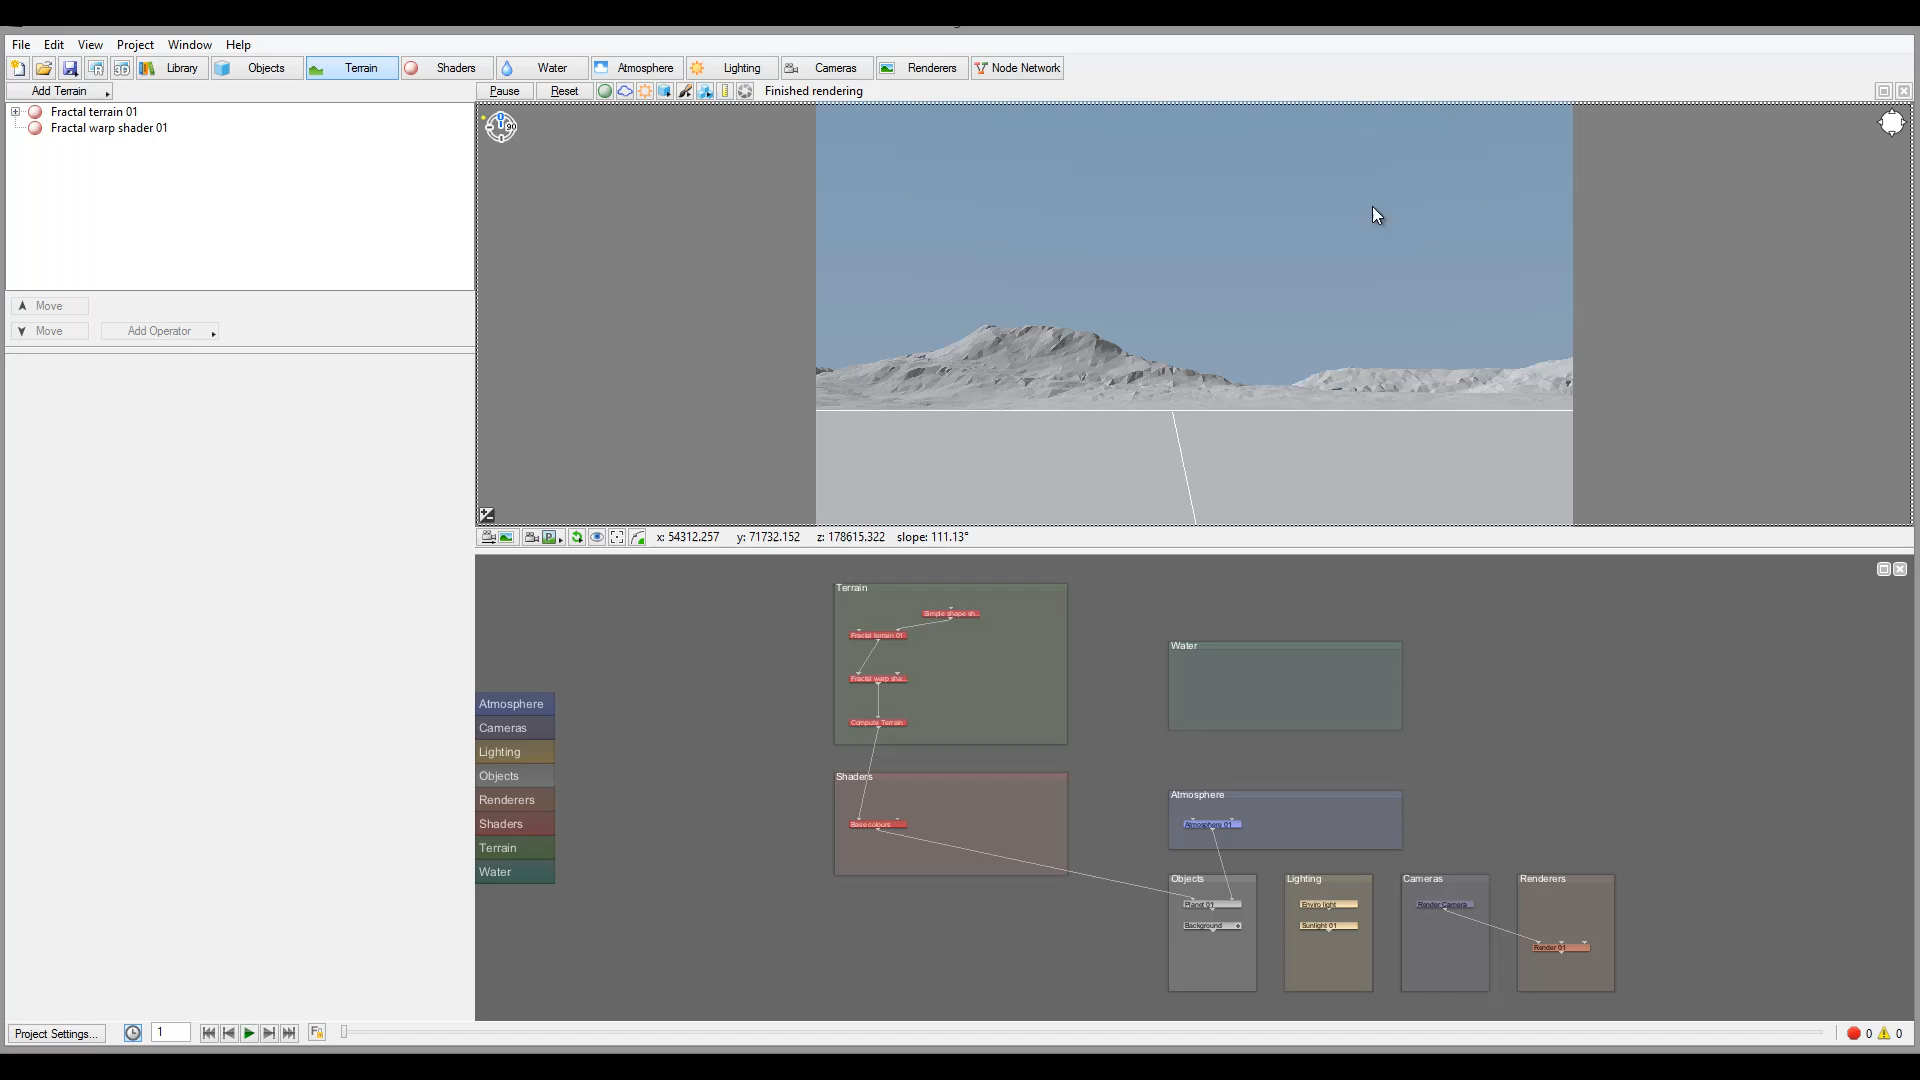 File Edit View Project Window Help
Library Objects Terrain Shaders Water Atmosphere Lighting Cameras Renderers Node Network
Add Terrain
Pause Reset Finished rendering
Fractal terrain 01
Fractal warp shader 01
90
Move
Move Add Operator
x: 54312.257 y: 71732.152 z: 178615.322 slope: 111.13°
Terrain
Simple shape sh...
Fractal terrain 01
Fractal warp sha...
Compute Terrain
Water
Shaders
Base colours
Atmosphere
Atmosphere 01
Atmosphere
Cameras
Lighting
Objects
Renderers
Shaders
Terrain
Water
Objects
Planet 01
Background
Lighting
Enviro light
Sunlight 01
Cameras
Render Camera
Renderers
Render 01
Project Settings... 1 0 0